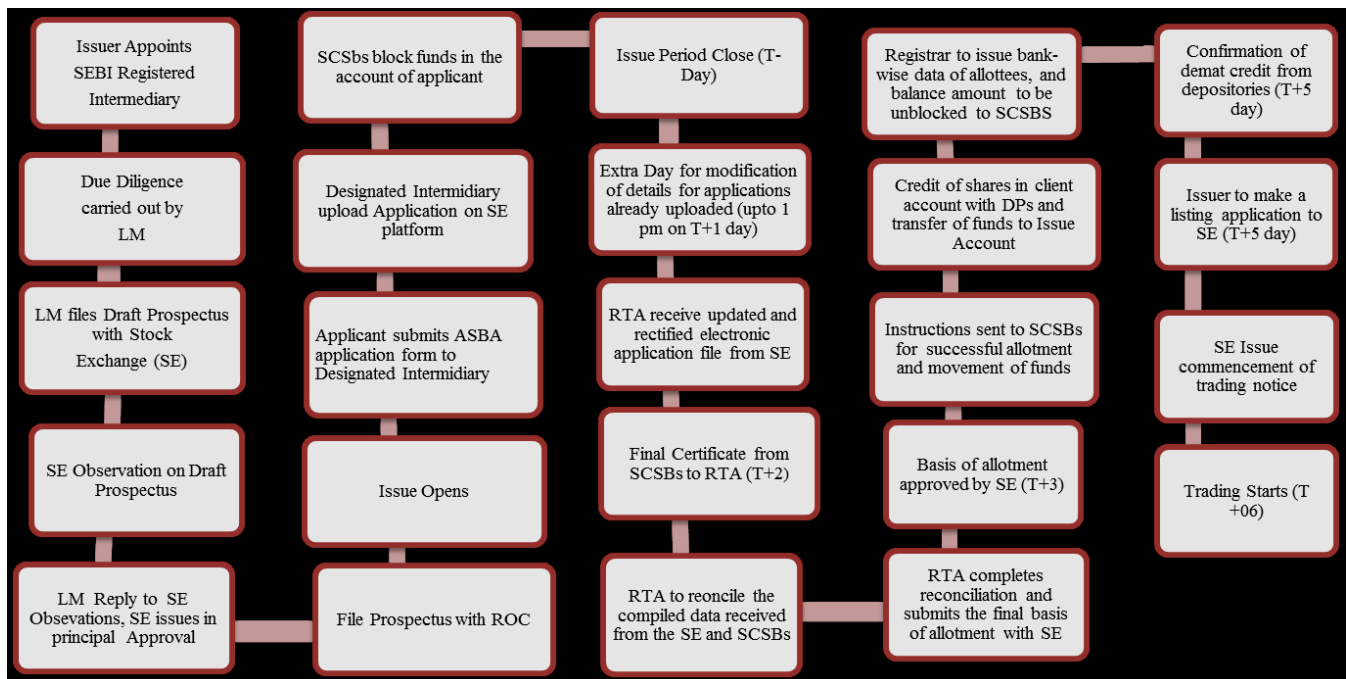 Issuer Appoints
SEBI Registered
Intermediary
Due Diligence
carried out by
LM
LM files Draft Prospectus
with Stock
Exchange (SE)
SE Observation on Draft
Prospectus
LM Reply to SE
Obsevations, SE issues in
principal Approval
File Prospectus with ROC
Issue Opens
Applicant submits ASBA
application form to
Designated Intermidiary
Designated Intermidiary
upload Application on SE
platform
SCSbs block funds in the
account of applicant
Issue Period Close (T-
Day)
Extra Day for modification
of details for applications
already uploaded (upto 1
pm on T+1 day)
RTA receive updated and
rectified electronic
application file from SE
Final Certificate from
SCSBs to RTA (T+2)
RTA to reconcile the
compiled data received
from the SE and SCSBs
RTA completes
reconciliation and
submits the final basis
of allotment with SE
Basis of allotment
approved by SE (T+3)
Instructions sent to SCSBs
for successful allotment
and movement of funds
Credit of shares in client
account with DPs and
transfer of funds to Issue
Account
Registrar to issue bank-
wise data of allottees, and
balance amount to be
unblocked to SCSBS
Confirmation of
demat credit from
depositories (T+5
day)
Issuer to make a
listing application to
SE (T+5 day)
SE Issue
commencement of
trading notice
Trading Starts (T
+06)